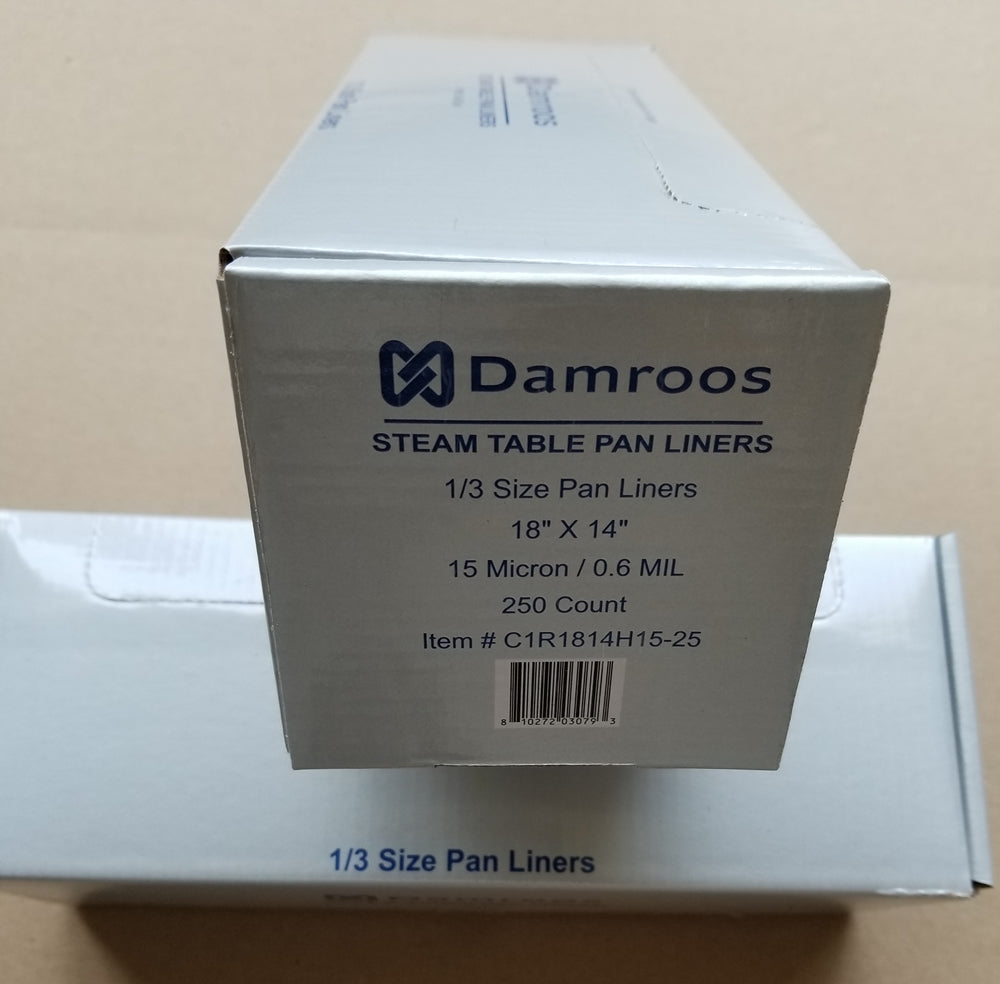 Damroos
STEAM TABLE PAN LINERS
1/3 Size Pan Liners
18" X 14"
15 Micron / 0.6 MIL
250 Count
Item # C1R1814H15-25
8 10272 03079 3
1/3 Size Pan Liners